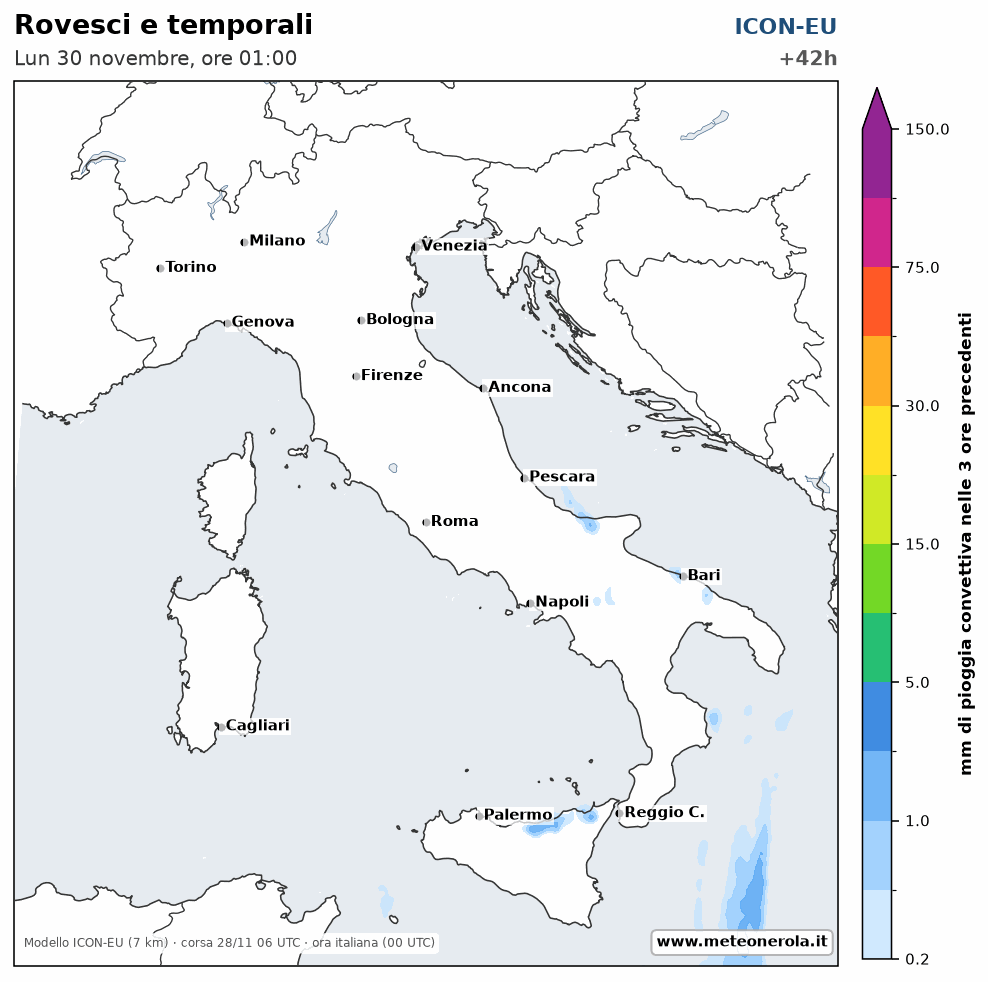 Rovesci e temporali
ICON-EU
Lun 30 novembre, ore 01:00
+42h
Milano
Venezia
Torino
Genova
Bologna
Firenze
Ancona
Pescara
Roma
Bari
Napoli
Cagliari
Palermo
Reggio C.
Modello ICON-EU (7 km) · corsa 28/11 06 UTC · ora italiana (00 UTC)
www.meteonerola.it
150.0
75.0
30.0
15.0
5.0
1.0
0.2
mm di pioggia convettiva nelle 3 ore precedenti